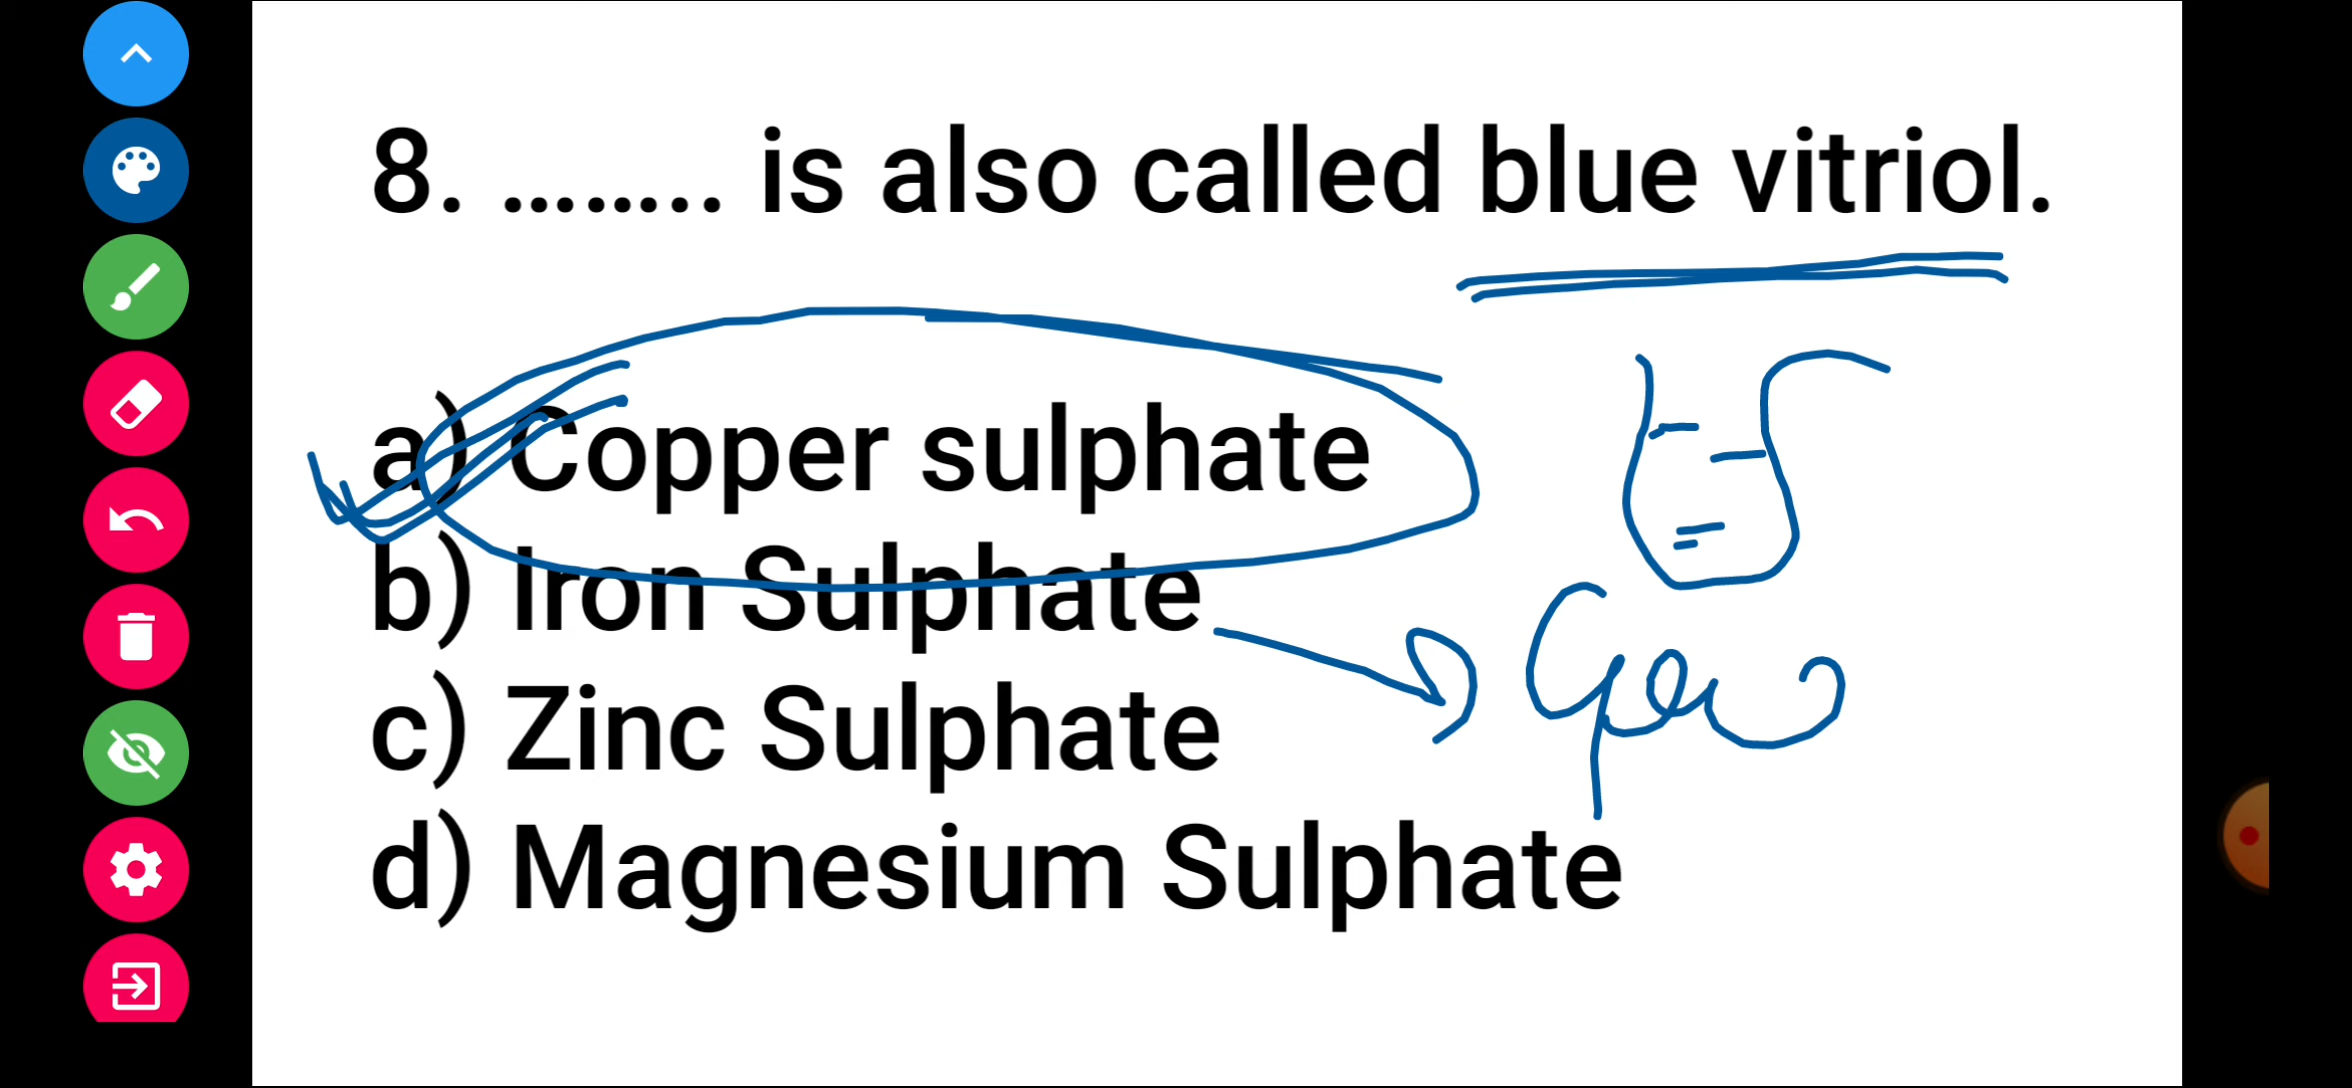 8. ......... is also called blue vitriol.
a) Copper sulphate
b) Iron Sulphate
c) Zinc Sulphate
d) Magnesium Sulphate